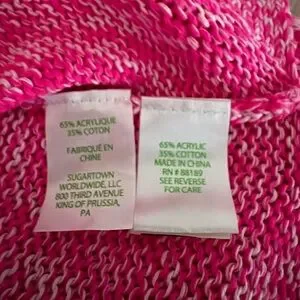 65% ACRYLIQUE
35% COTON
FABRIQUÉ EN
CHINE
SUGARTOWN
WORLDWIDE, LLC
800 THIRD AVENUE
KING OF PRUSSIA,
PA
65% ACRYLIC
35% COTTON
MADE IN CHINA
RN # 88189
SEE REVERSE
FOR CARE